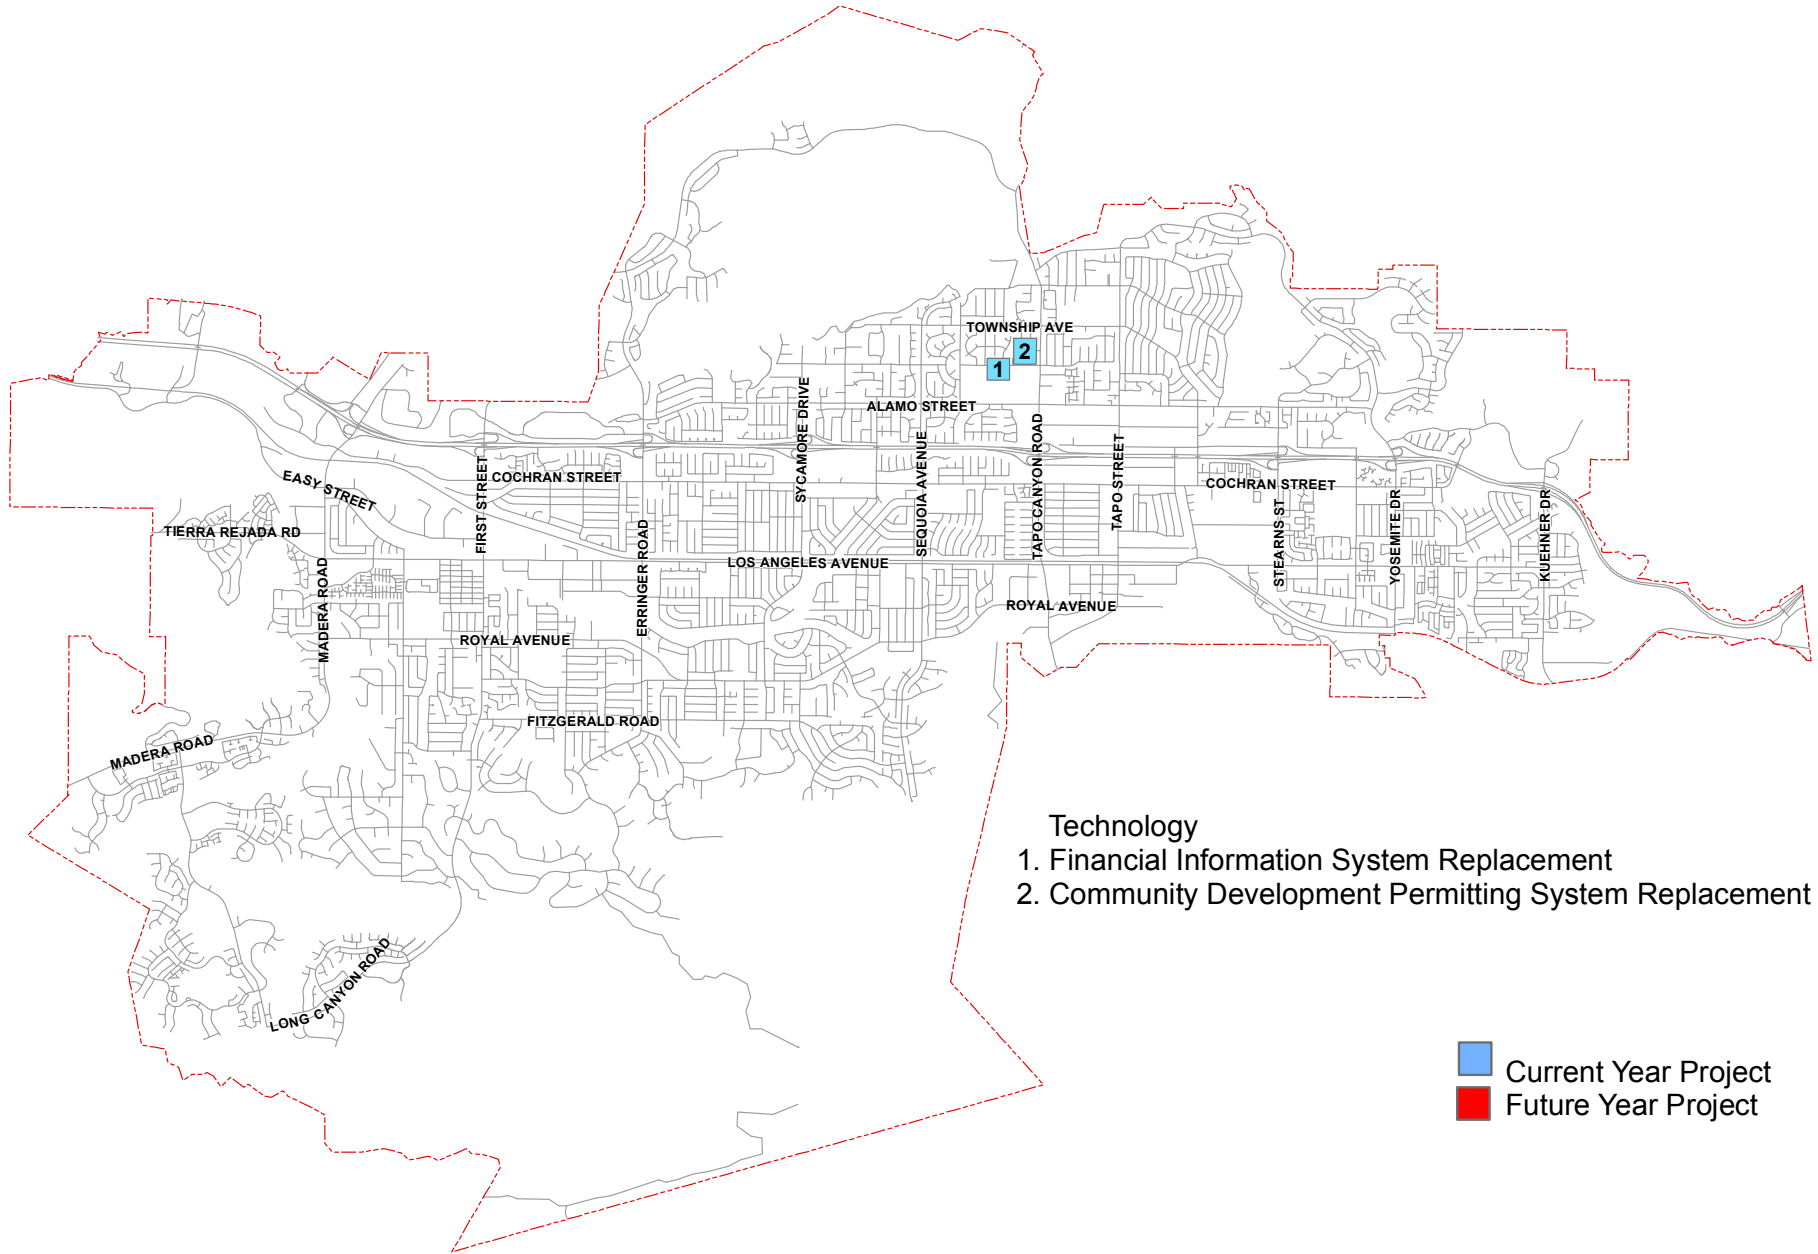 TOWNSHIP AVE
2
1
ALAMO STREET
SYCAMORE DRIVE
SEQUOIA AVENUE
TAPO CANYON ROAD
TAPO STREET
FIRST STREET
COCHRAN STREET
COCHRAN STREET
EASY STREET
STEARNS ST
YOSEMITE DR
KUEHNER DR
TIERRA REJADA RD
ERRINGER ROAD
LOS ANGELES AVENUE
MADERA ROAD
ROYAL AVENUE
ROYAL AVENUE
FITZGERALD ROAD
MADERA ROAD
LONG CANYON ROAD
Technology
1. Financial Information System Replacement
2. Community Development Permitting System Replacement
Current Year Project
Future Year Project